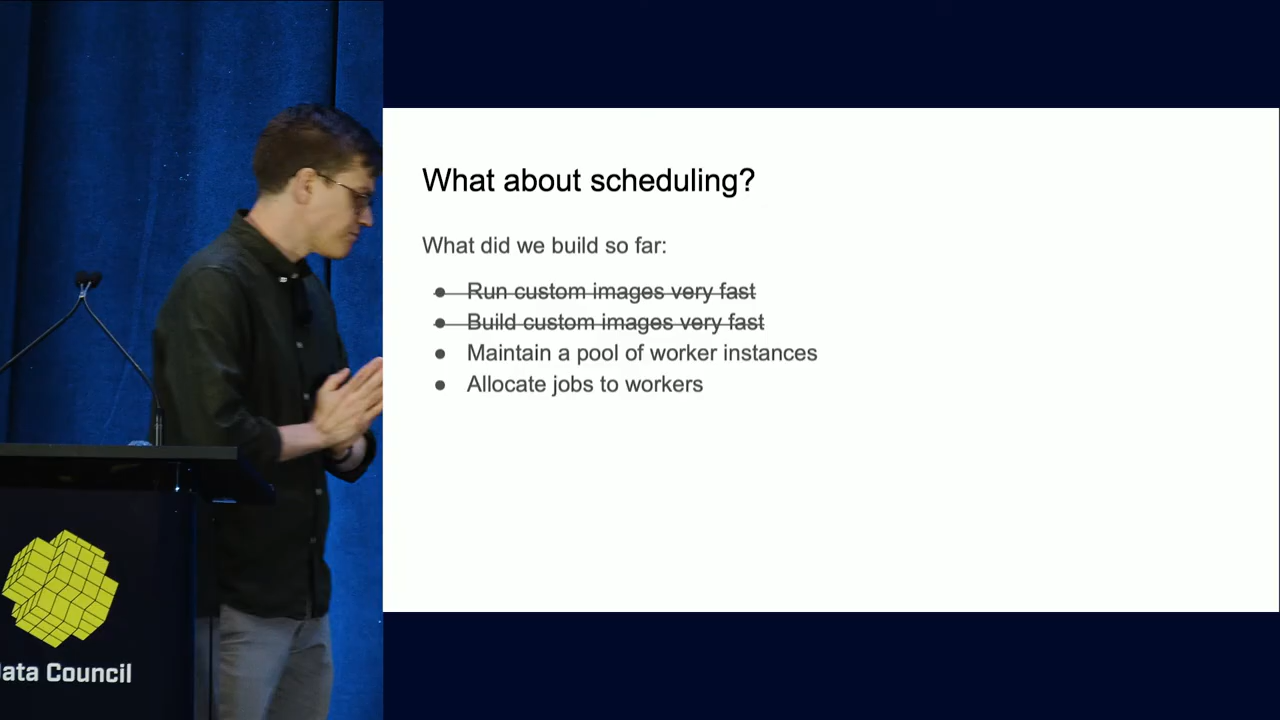 What about scheduling?
What did we build so far:
● Run custom images very fast
● Build custom images very fast
● Maintain a pool of worker instances
● Allocate jobs to workers
ata Council